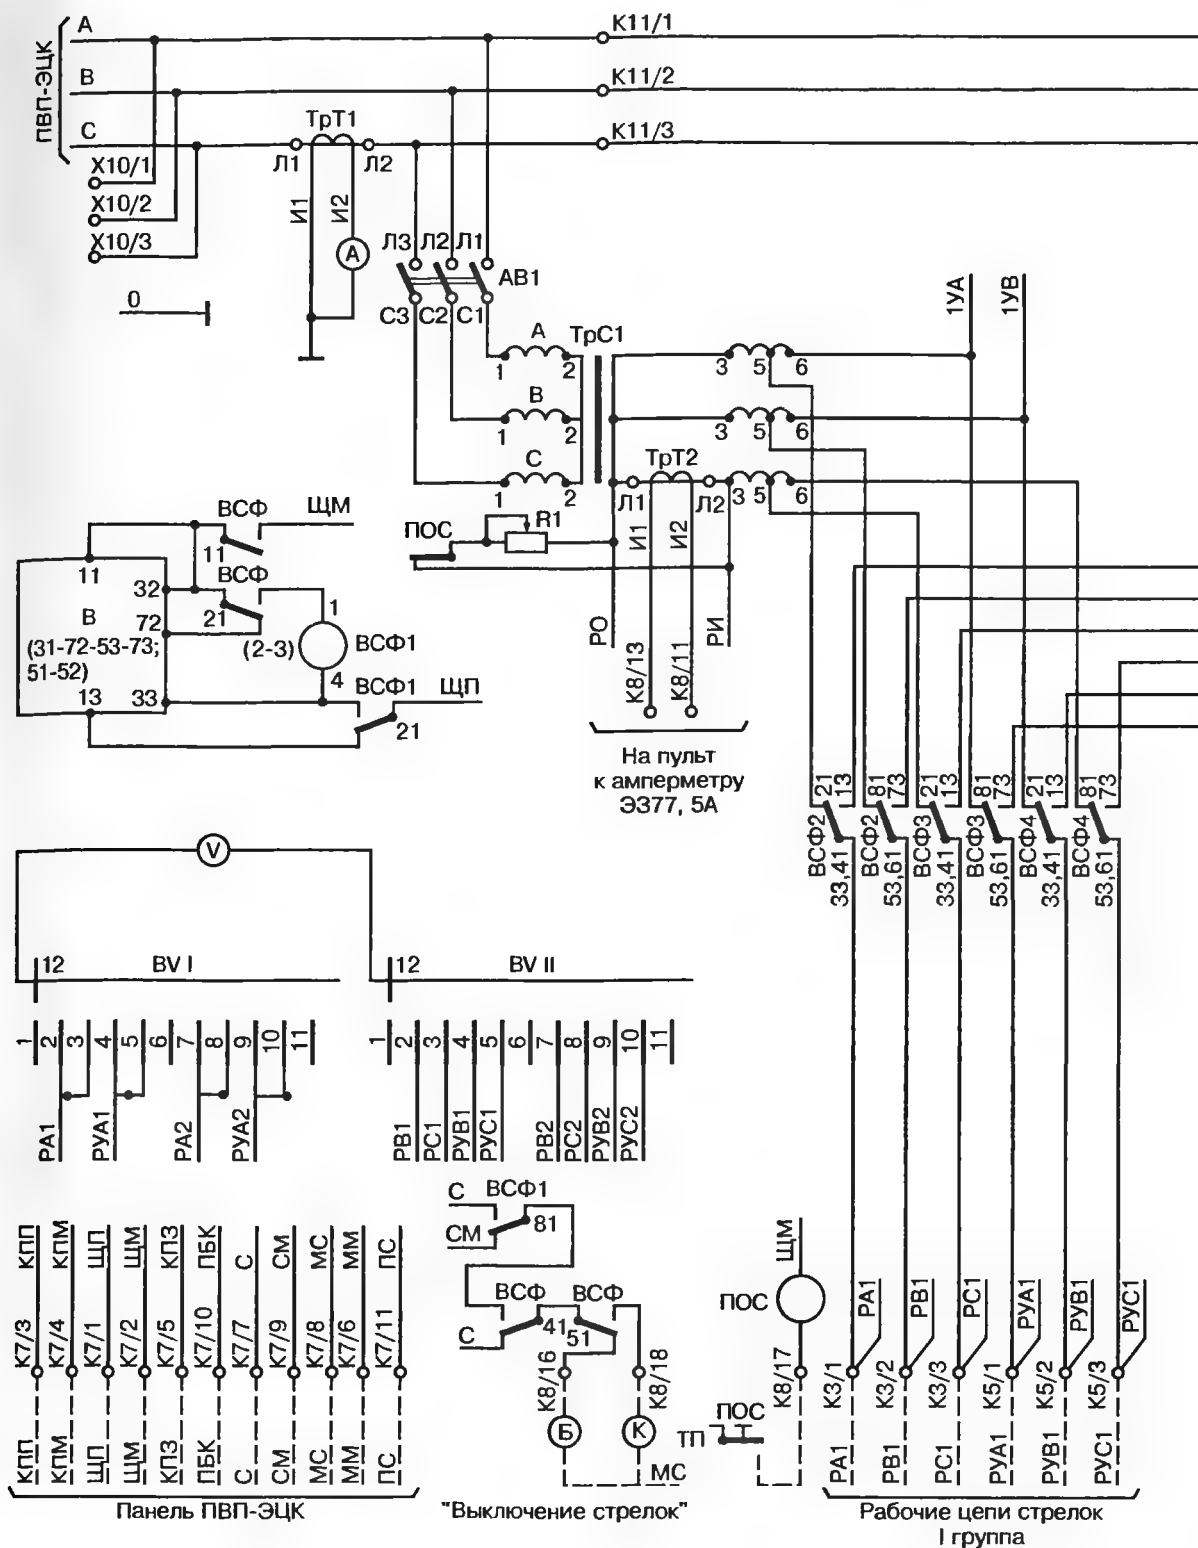 ПВП-ЭЦК
А
В
С
К11/1
К11/2
К11/3
Х10/1
Х10/2
Х10/3
0
ТрТ1
Л1 Л2
И1 И2
А
Л3 Л2 Л1
АВ1
С3 С2 С1
ТрС1
А
1 2
В
1 2
С
1 2
3 5 6
3 5 6
3 5 6
1УА
1УВ
ТрТ2
Л1 Л2
И1 И2
ПОС
R1
РО
К8/13
К8/11
РИ
На пульт
к амперметру
Э377, 5А
ВСФ
ЩМ
11
11
ВСФ
32
21
72
В
(31-72-53-73;
51-52)
(2-3)
1
ВСФ1
4
13 33
ВСФ1
ЩП
21
V
12 BV I
12 BV II
1 2 3 4 5 6 7 8 9 10 11
1 2 3 4 5 6 7 8 9 10 11
РА1
РУА1
РА2
РУА2
РВ1
РС1
РУВ1
РУС1
РВ2
РС2
РУВ2
РУС2
21 13 81 73 21 13 81 73 21 13 81 73
ВСФ2 ВСФ2 ВСФ3 ВСФ3 ВСФ4 ВСФ4
33,41 53,61 33,41 53,61 33,41 53,61
КПП КПМ ЩП ЩМ КПЗ ПБК С СМ МС ММ ПС
К7/3 К7/4 К7/1 К7/2 К7/5 К7/10 К7/7 К7/9 К7/8 К7/6 К7/11
КПП КПМ ЩП ЩМ КПЗ ПБК С СМ МС ММ ПС
Панель ПВП-ЭЦК
С ВСФ1
СМ 81
ВСФ ВСФ
С 41 51
К8/16 К8/18
Б К
МС
"Выключение стрелок"
ЩМ
ПОС
К8/17
ПОС
ТП
РА1 РВ1 РС1 РУА1 РУВ1 РУС1
К3/1 К3/2 К3/3 К5/1 К5/2 К5/3
РА1 РВ1 РС1 РУА1 РУВ1 РУС1
Рабочие цепи стрелок
I группа